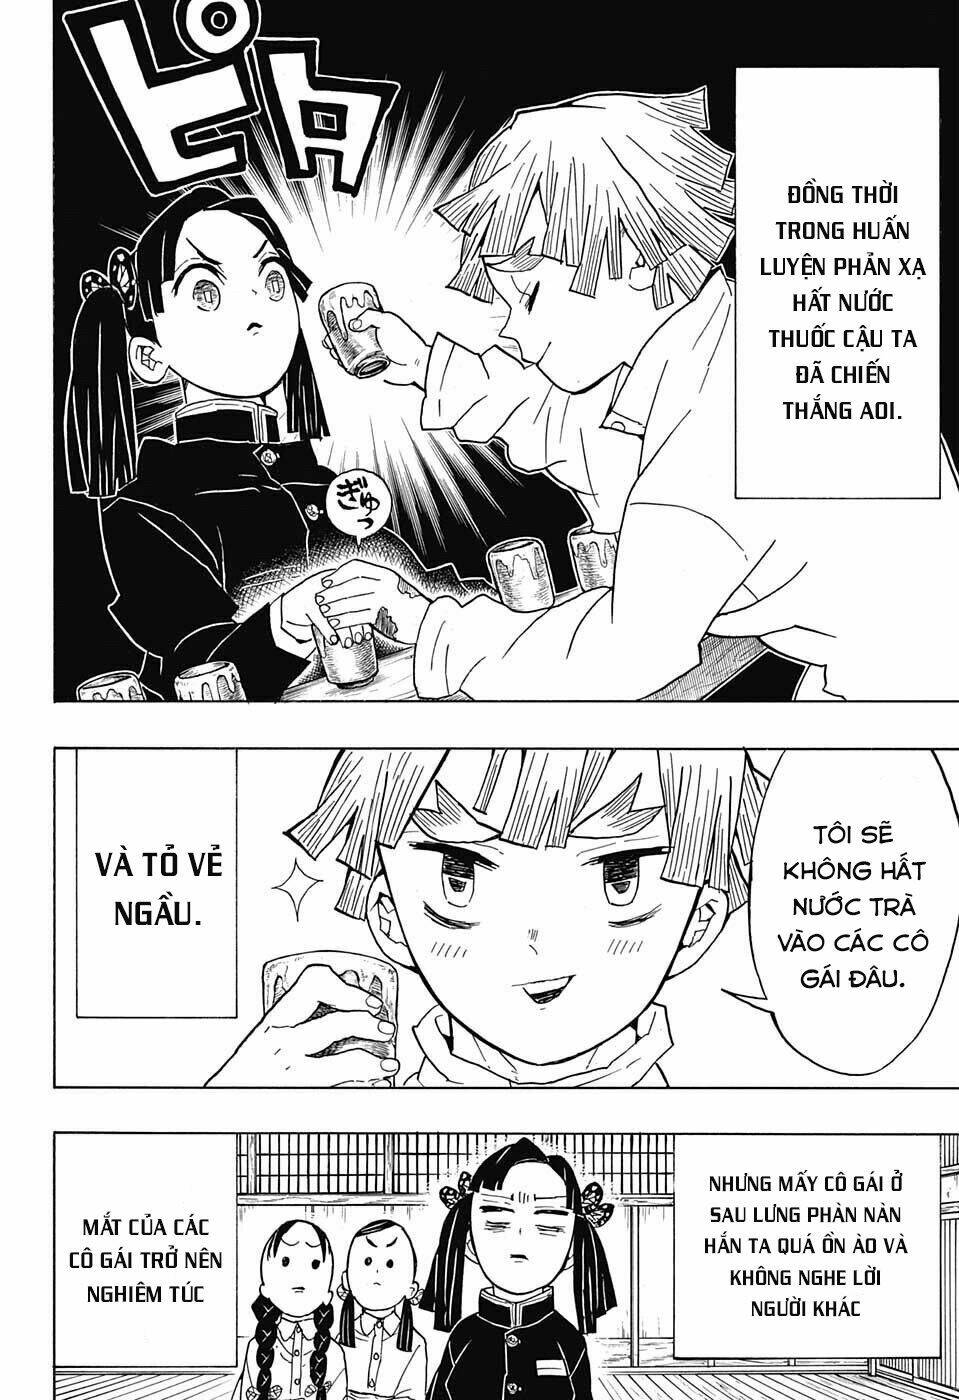 ピタ
ĐỒNG THỜI
TRONG HUẤN
LUYỆN PHẢN XẠ
HẤT NƯỚC
THUỐC CẬU TA
ĐÃ CHIẾN
THẮNG AOI.
ぎゅっ
TÔI SẼ
KHÔNG HẤT
NƯỚC TRÀ
VÀO CÁC CÔ
GÁI ĐÂU.
VÀ TỎ VẺ
NGẦU.
NHƯNG MẤY CÔ GÁI Ở
SAU LƯNG PHÀN NÀN
HẮN TA QUÁ ỒN ÀO VÀ
KHÔNG NGHE LỜI
NGƯỜI KHÁC
MẮT CỦA CÁC
CÔ GÁI TRỞ NÊN
NGHIÊM TÚC